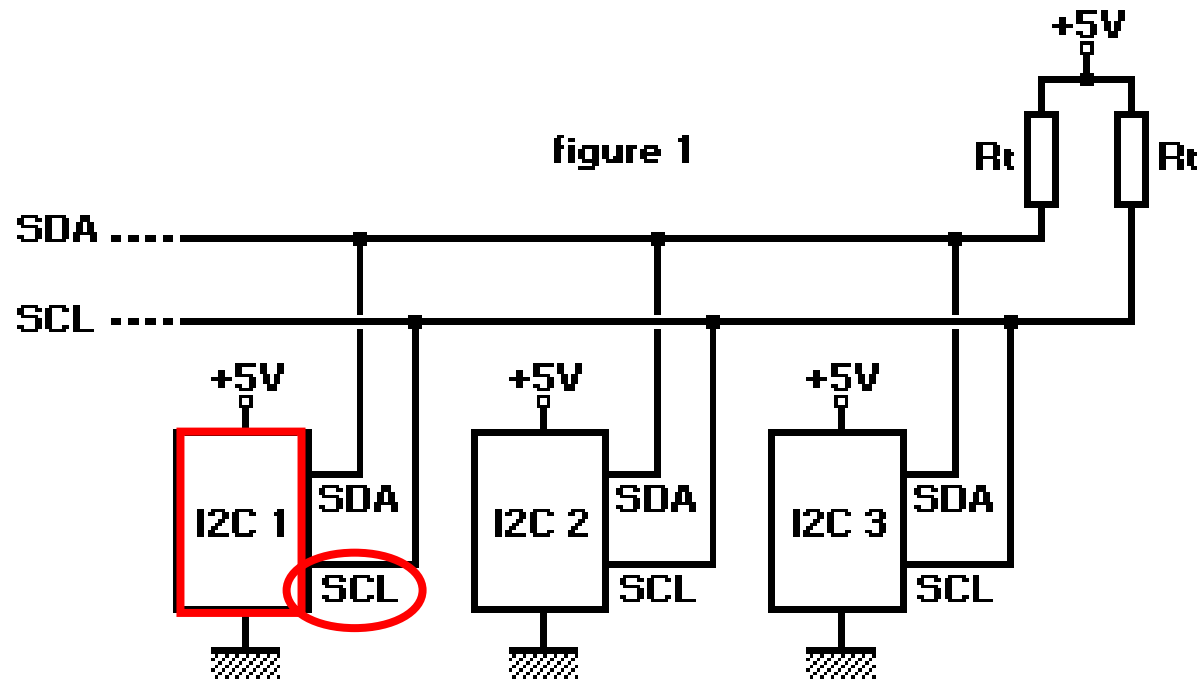 +5V
figure 1
Rt
Rt
SDA
SCL
+5V
+5V
+5V
I2C 1
SDA
SCL
I2C 2
SDA
SCL
I2C 3
SDA
SCL